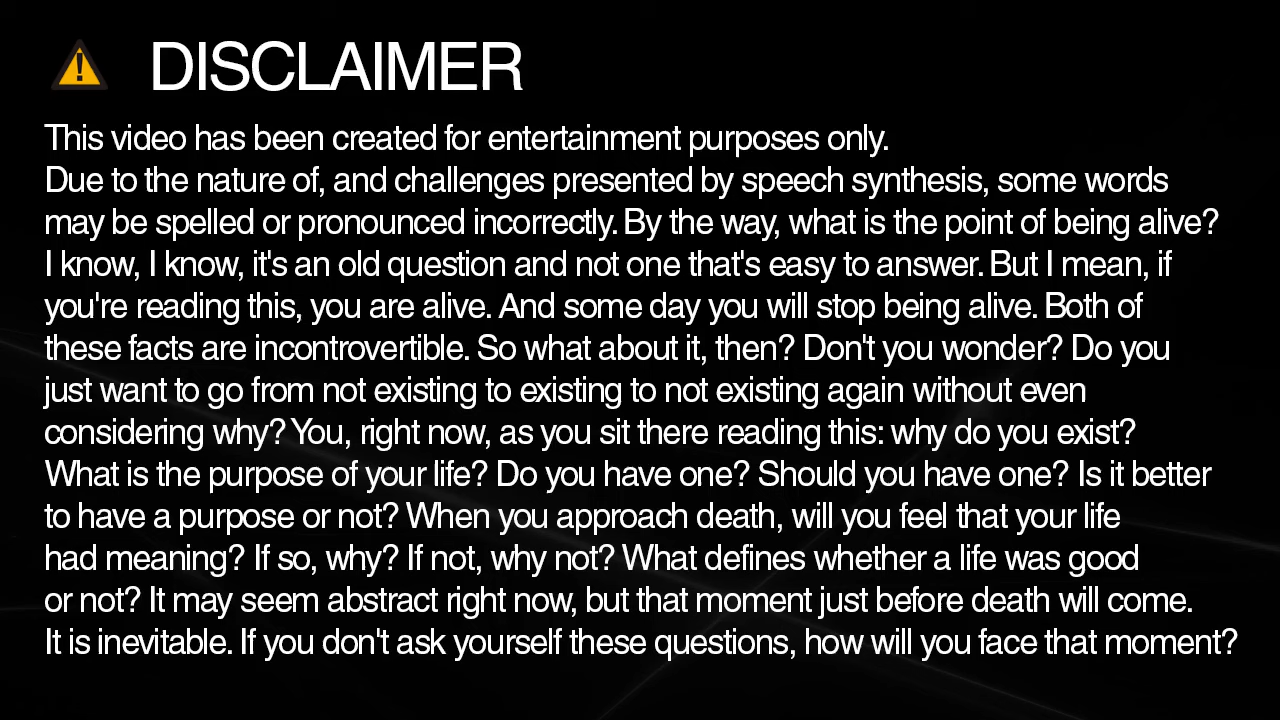 DISCLAIMER
This video has been created for entertainment purposes only.
Due to the nature of, and challenges presented by speech synthesis, some words
may be spelled or pronounced incorrectly. By the way, what is the point of being alive?
I know, I know, it's an old question and not one that's easy to answer. But I mean, if
you're reading this, you are alive. And some day you will stop being alive. Both of
these facts are incontrovertible. So what about it, then? Don't you wonder? Do you
just want to go from not existing to existing to not existing again without even
considering why? You, right now, as you sit there reading this: why do you exist?
What is the purpose of your life? Do you have one? Should you have one? Is it better
to have a purpose or not? When you approach death, will you feel that your life
had meaning? If so, why? If not, why not? What defines whether a life was good
or not? It may seem abstract right now, but that moment just before death will come.
It is inevitable. If you don't ask yourself these questions, how will you face that moment?